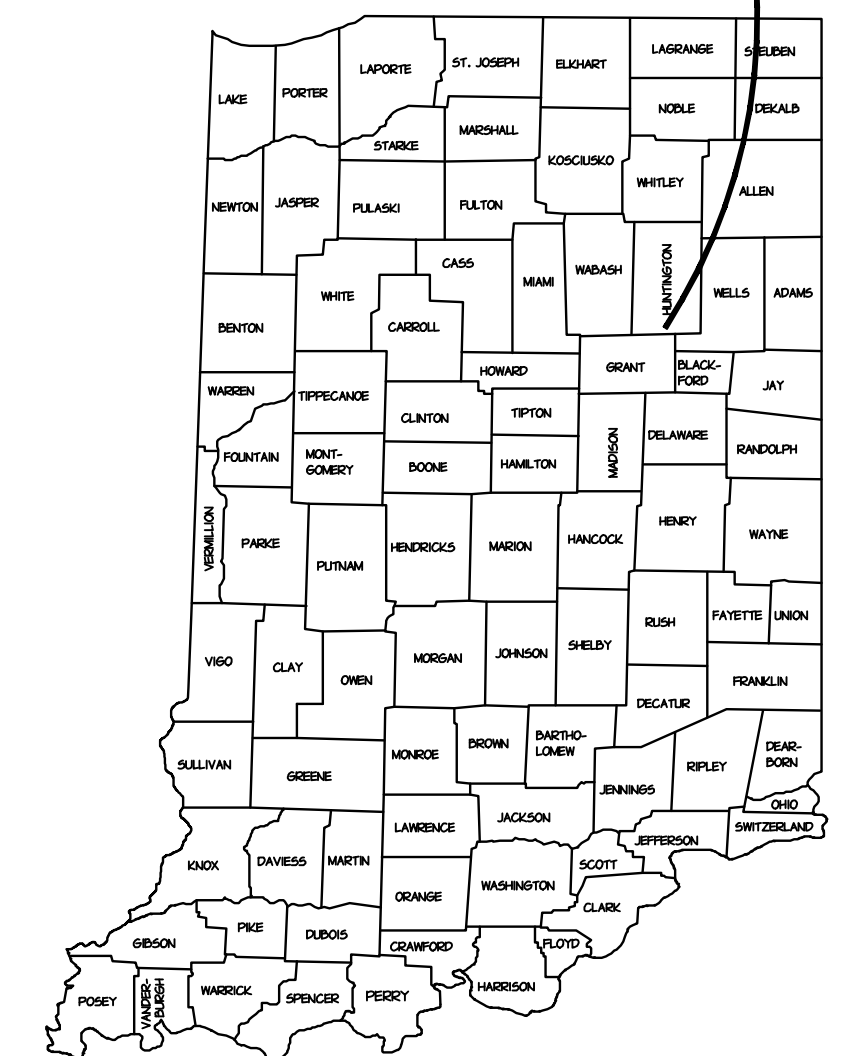 LAGRANGE
STEUBEN
ST. JOSEPH
ELKHART
LAPORTE
LAKE
PORTER
NOBLE
DEKALB
MARSHALL
STARKE
KOSCIUSKO
WHITLEY
ALLEN
NEWTON
JASPER
PULASKI
FULTON
CASS
WABASH
HUNTINGTON
MIAMI
WHITE
WELLS
ADAMS
BENTON
CARROLL
HOWARD
GRANT
BLACK-
FORD
JAY
WARREN
TIPPECANOE
CLINTON
TIPTON
MADISON
DELAWARE
RANDOLPH
FOUNTAIN
MONT-
GOMERY
BOONE
HAMILTON
VERMILLION
PARKE
PUTNAM
HENDRICKS
MARION
HANCOCK
HENRY
WAYNE
RUSH
FAYETTE
UNION
VIGO
CLAY
OWEN
MORGAN
JOHNSON
SHELBY
FRANKLIN
DECATUR
SULLIVAN
GREENE
MONROE
BROWN
BARTHO-
LOMEW
JENNINGS
RIPLEY
DEAR-
BORN
OHIO
LAWRENCE
JACKSON
JEFFERSON
SWITZERLAND
KNOX
DAVIESS
MARTIN
SCOTT
ORANGE
WASHINGTON
CLARK
GIBSON
PIKE
DUBOIS
CRAWFORD
FLOYD
POSEY
VANDER-
BURGH
WARRICK
SPENCER
PERRY
HARRISON